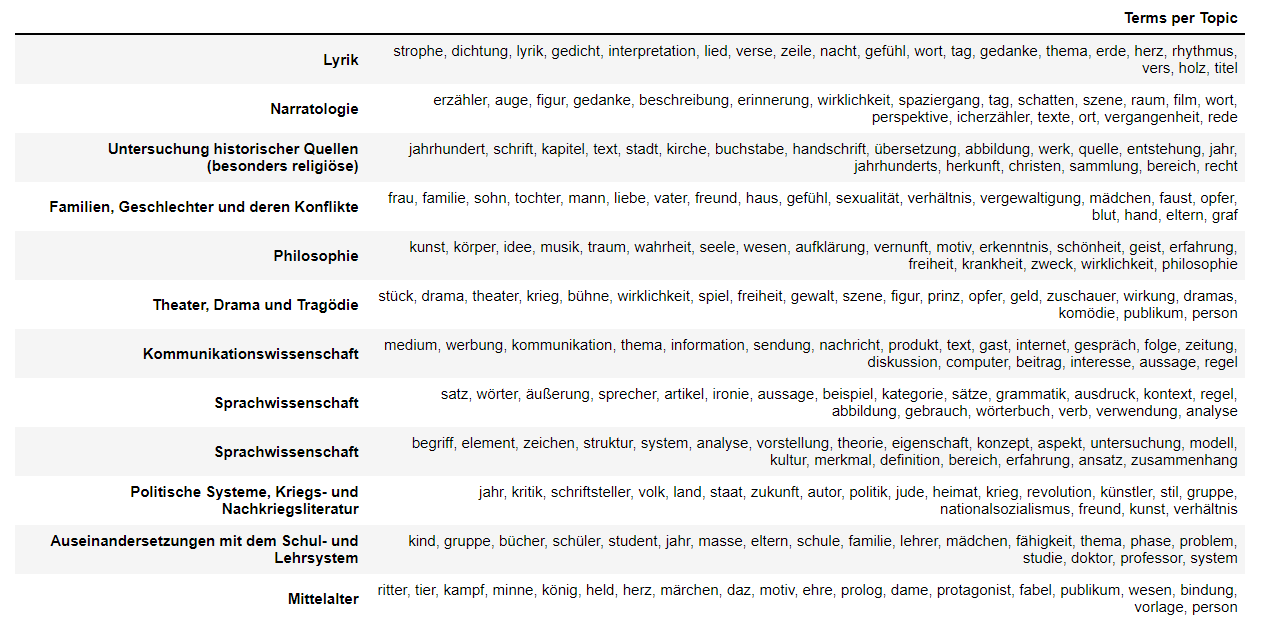 Terms per Topic
Lyrik
strophe, dichtung, lyrik, gedicht, interpretation, lied, verse, zeile, nacht, gefühl, wort, tag, gedanke, thema, erde, herz, rhythmus,
vers, holz, titel
Narratologie
erzähler, auge, figur, gedanke, beschreibung, erinnerung, wirklichkeit, spaziergang, tag, schatten, szene, raum, film, wort,
perspektive, icherzähler, texte, ort, vergangenheit, rede
Untersuchung historischer Quellen
(besonders religiöse)
jahrhundert, schrift, kapitel, text, stadt, kirche, buchstabe, handschrift, übersetzung, abbildung, werk, quelle, entstehung, jahr,
jahrhunderts, herkunft, christen, sammlung, bereich, recht
Familien, Geschlechter und deren Konflikte
frau, familie, sohn, tochter, mann, liebe, vater, freund, haus, gefühl, sexualität, verhältnis, vergewaltigung, mädchen, faust, opfer,
blut, hand, eltern, graf
Philosophie
kunst, körper, idee, musik, traum, wahrheit, seele, wesen, aufklärung, vernunft, motiv, erkenntnis, schönheit, geist, erfahrung,
freiheit, krankheit, zweck, wirklichkeit, philosophie
Theater, Drama und Tragödie
stück, drama, theater, krieg, bühne, wirklichkeit, spiel, freiheit, gewalt, szene, figur, prinz, opfer, geld, zuschauer, wirkung, dramas,
komödie, publikum, person
Kommunikationswissenschaft
medium, werbung, kommunikation, thema, information, sendung, nachricht, produkt, text, gast, internet, gespräch, folge, zeitung,
diskussion, computer, beitrag, interesse, aussage, regel
Sprachwissenschaft
satz, wörter, äußerung, sprecher, artikel, ironie, aussage, beispiel, kategorie, sätze, grammatik, ausdruck, kontext, regel,
abbildung, gebrauch, wörterbuch, verb, verwendung, analyse
Sprachwissenschaft
begriff, element, zeichen, struktur, system, analyse, vorstellung, theorie, eigenschaft, konzept, aspekt, untersuchung, modell,
kultur, merkmal, definition, bereich, erfahrung, ansatz, zusammenhang
Politische Systeme, Kriegs- und
Nachkriegsliteratur
jahr, kritik, schriftsteller, volk, land, staat, zukunft, autor, politik, jude, heimat, krieg, revolution, künstler, stil, gruppe,
nationalsozialismus, freund, kunst, verhältnis
Auseinandersetzungen mit dem Schul- und
Lehrsystem
kind, gruppe, bücher, schüler, student, jahr, masse, eltern, schule, familie, lehrer, mädchen, fähigkeit, thema, phase, problem,
studie, doktor, professor, system
Mittelalter
ritter, tier, kampf, minne, könig, held, herz, märchen, daz, motiv, ehre, prolog, dame, protagonist, fabel, publikum, wesen, bindung,
vorlage, person